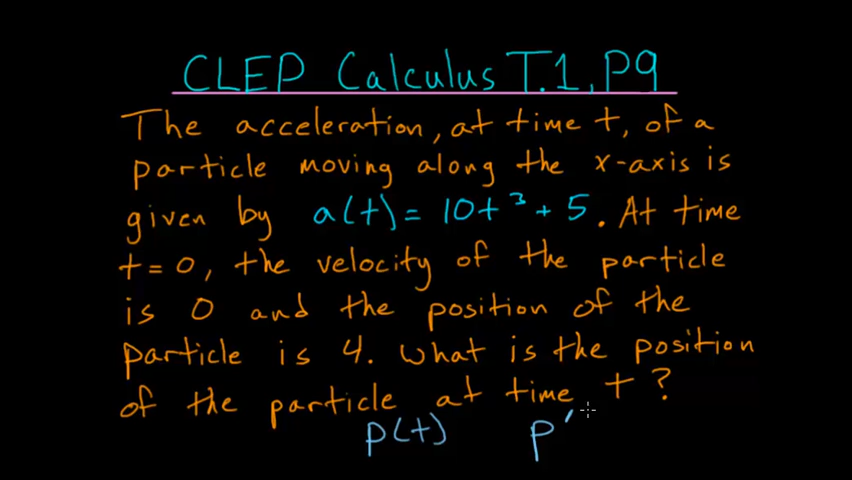 CLEP Calculus T.1, P9
The acceleration, at time t, of a
particle moving along the x-axis is
given by a(t) = 10t³ + 5. At time
t = 0, the velocity of the particle
is 0 and the position of the
particle is 4. What is the position
of the particle at time t?
p(t) p'